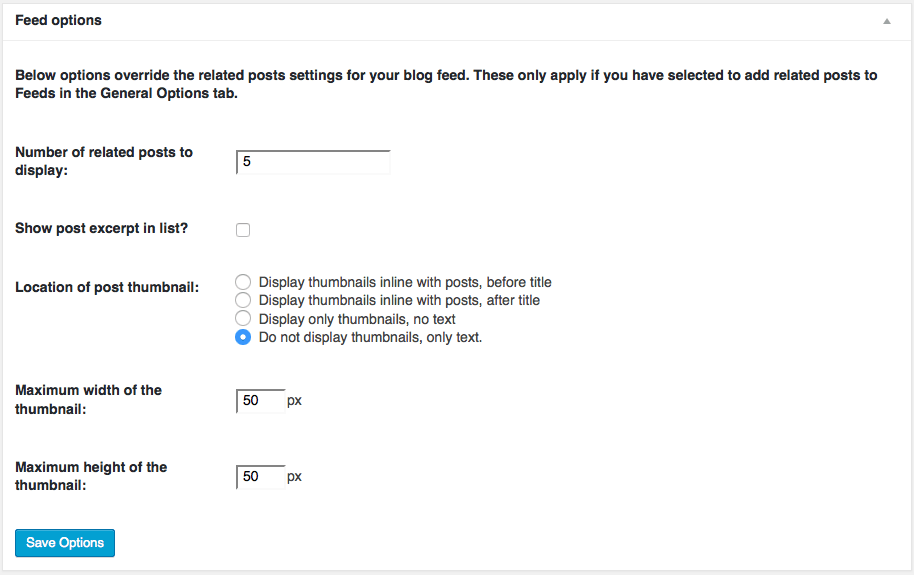 Feed options
Below options override the related posts settings for your blog feed. These only apply if you have selected to add related posts to
Feeds in the General Options tab.
Number of related posts to
display:
5
Show post excerpt in list?
Location of post thumbnail:
Display thumbnails inline with posts, before title
Display thumbnails inline with posts, after title
Display only thumbnails, no text
Do not display thumbnails, only text.
Maximum width of the
thumbnail:
50 px
Maximum height of the
thumbnail:
50 px
Save Options